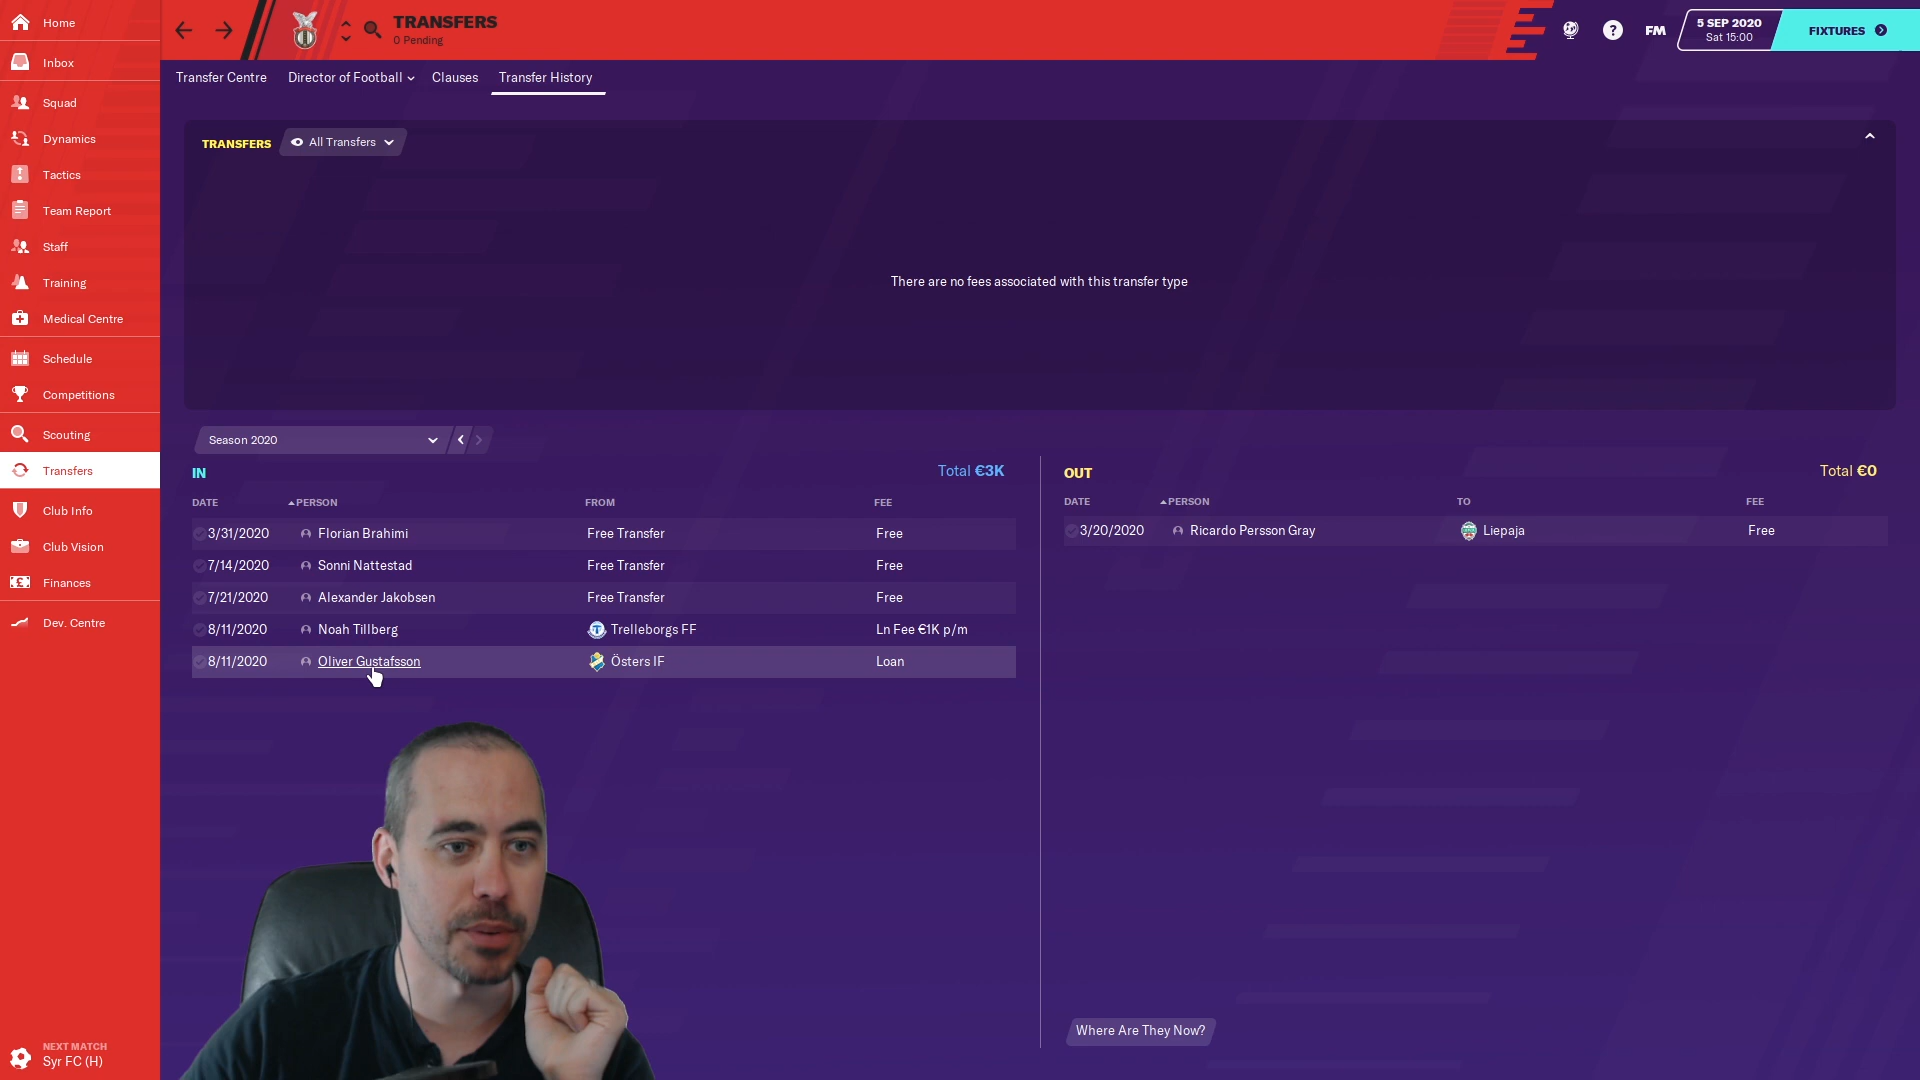 Home
Inbox
Squad
Dynamics
Tactics
Team Report
Staff
Training
Medical Centre
Schedule
Competitions
Scouting
Transfers
Club Info
Club Vision
Finances
Dev. Centre
NEXT MATCH
Syr FC (H)
TRANSFERS
0 Pending
FM
5 SEP 2020
Sat 15:00
FIXTURES
Transfer Centre Director of Football Clauses Transfer History
TRANSFERS All Transfers
There are no fees associated with this transfer type
Season 2020
IN Total €3K
DATE PERSON FROM FEE
3/31/2020 Florian Brahimi Free Transfer Free
7/14/2020 Sonni Nattestad Free Transfer Free
7/21/2020 Alexander Jakobsen Free Transfer Free
8/11/2020 Noah Tillberg Trelleborgs FF Ln Fee €1K p/m
8/11/2020 Oliver Gustafsson Östers IF Loan
OUT Total €0
DATE PERSON TO FEE
3/20/2020 Ricardo Persson Gray Liepaja Free
Where Are They Now?